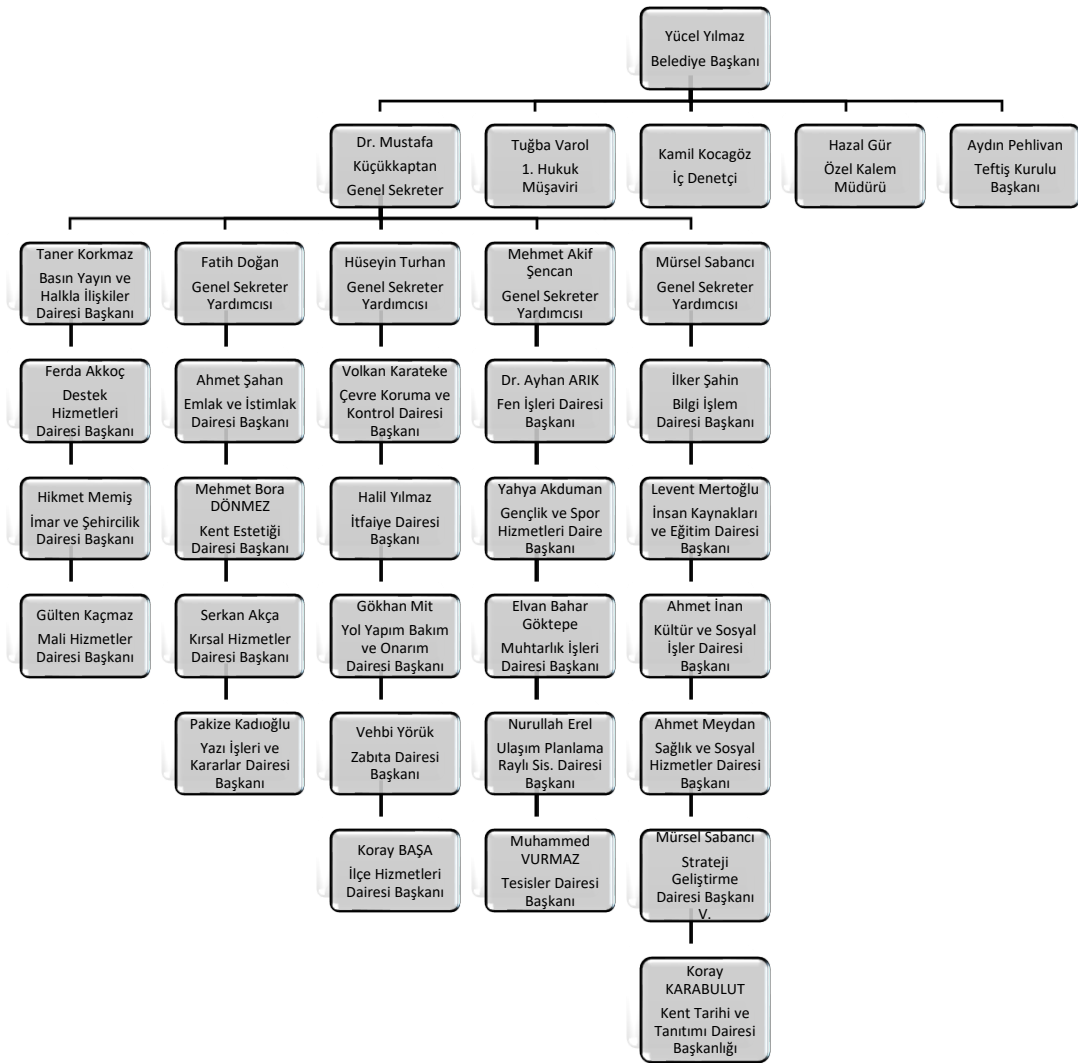 Yücel Yılmaz
Belediye Başkanı
Dr. Mustafa
Küçükkaptan
Genel Sekreter
Tuğba Varol
1. Hukuk
Müşaviri
Kamil Kocagöz
İç Denetçi
Hazal Gür
Özel Kalem
Müdürü
Aydın Pehlivan
Teftiş Kurulu
Başkanı
Taner Korkmaz
Basın Yayın ve
Halkla İlişkiler
Dairesi Başkanı
Fatih Doğan
Genel Sekreter
Yardımcısı
Hüseyin Turhan
Genel Sekreter
Yardımcısı
Mehmet Akif
Şencan
Genel Sekreter
Yardımcısı
Mürsel Sabancı
Genel Sekreter
Yardımcısı
Ferda Akkoç
Destek
Hizmetleri
Dairesi Başkanı
Ahmet Şahan
Emlak ve İstimlak
Dairesi Başkanı
Volkan Karateke
Çevre Koruma ve
Kontrol Dairesi
Başkanı
Dr. Ayhan ARIK
Fen İşleri Dairesi
Başkanı
İlker Şahin
Bilgi İşlem
Dairesi Başkanı
Hikmet Memiş
İmar ve Şehircilik
Dairesi Başkanı
Mehmet Bora
DÖNMEZ
Kent Estetiği
Dairesi Başkanı
Halil Yılmaz
İtfaiye Dairesi
Başkanı
Yahya Akduman
Gençlik ve Spor
Hizmetleri Daire
Başkanı
Levent Mertoğlu
İnsan Kaynakları
ve Eğitim Dairesi
Başkanı
Gülten Kaçmaz
Mali Hizmetler
Dairesi Başkanı
Serkan Akça
Kırsal Hizmetler
Dairesi Başkanı
Gökhan Mit
Yol Yapım Bakım
ve Onarım
Dairesi Başkanı
Elvan Bahar
Göktepe
Muhtarlık İşleri
Dairesi Başkanı
Ahmet İnan
Kültür ve Sosyal
İşler Dairesi
Başkanı
Pakize Kadıoğlu
Yazı İşleri ve
Kararlar Dairesi
Başkanı
Vehbi Yörük
Zabıta Dairesi
Başkanı
Nurullah Erel
Ulaşım Planlama
Raylı Sis. Dairesi
Başkanı
Ahmet Meydan
Sağlık ve Sosyal
Hizmetler Dairesi
Başkanı
Koray BAŞA
İlçe Hizmetleri
Dairesi Başkanı
Muhammed
VURMAZ
Tesisler Dairesi
Başkanı
Mürsel Sabancı
Strateji
Geliştirme
Dairesi Başkanı
V.
Koray
KARABULUT
Kent Tarihi ve
Tanıtımı Dairesi
Başkanlığı